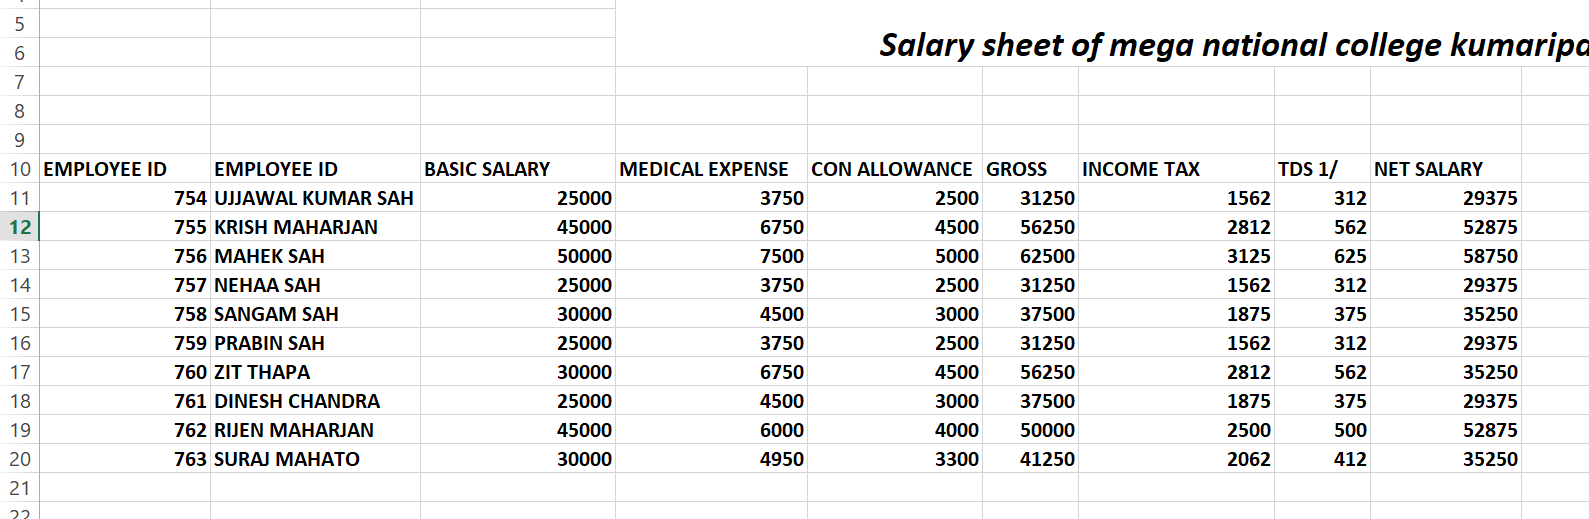 5
Salary sheet of mega national college kumaripa
6
7
8
9
10 EMPLOYEE ID EMPLOYEE ID BASIC SALARY MEDICAL EXPENSE CON ALLOWANCE GROSS INCOME TAX TDS 1/ NET SALARY
11 754 UJJAWAL KUMAR SAH 25000 3750 2500 31250 1562 312 29375
12 755 KRISH MAHARJAN 45000 6750 4500 56250 2812 562 52875
13 756 MAHEK SAH 50000 7500 5000 62500 3125 625 58750
14 757 NEHAA SAH 25000 3750 2500 31250 1562 312 29375
15 758 SANGAM SAH 30000 4500 3000 37500 1875 375 35250
16 759 PRABIN SAH 25000 3750 2500 31250 1562 312 29375
17 760 ZIT THAPA 30000 6750 4500 56250 2812 562 35250
18 761 DINESH CHANDRA 25000 4500 3000 37500 1875 375 29375
19 762 RIJEN MAHARJAN 45000 6000 4000 50000 2500 500 52875
20 763 SURAJ MAHATO 30000 4950 3300 41250 2062 412 35250
21
22